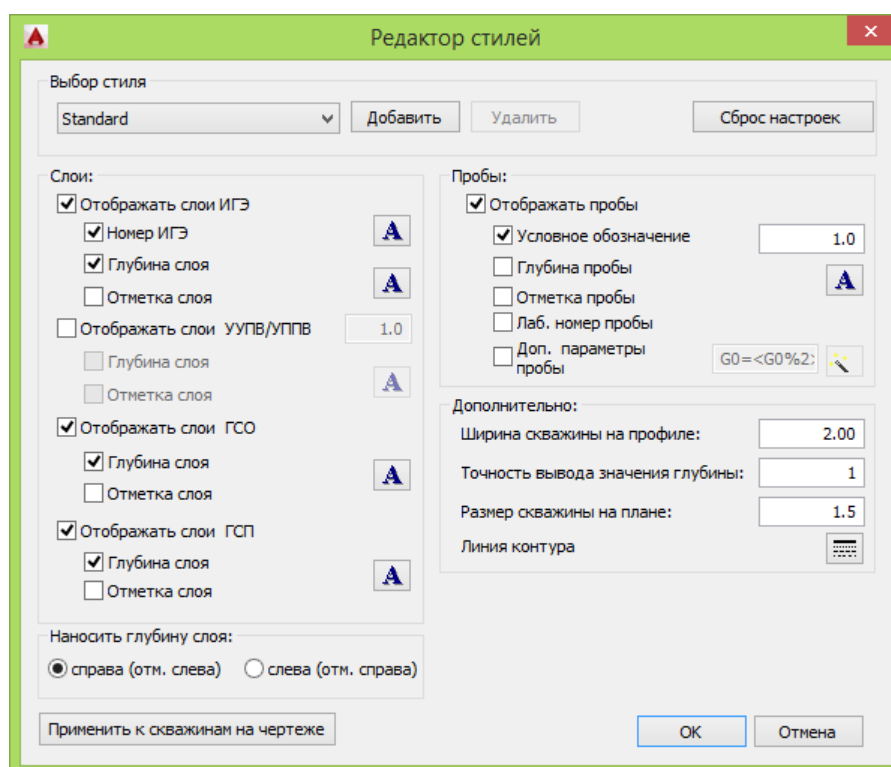 Редактор стилей
Выбор стиля
Standard
Добавить
Удалить
Сброс настроек
Слои:
Отображать слои ИГЭ
Номер ИГЭ
Глубина слоя
Отметка слоя
Отображать слои УУПВ/УППВ 1.0
Глубина слоя
Отметка слоя
Отображать слои ГСО
Глубина слоя
Отметка слоя
Отображать слои ГСП
Глубина слоя
Отметка слоя
Наносить глубину слоя:
справа (отм. слева) слева (отм. справа)
Пробы:
Отображать пробы
Условное обозначение 1.0
Глубина пробы
Отметка пробы
Лаб. номер пробы
Доп. параметры
пробы
G0=<G0%2>
Дополнительно:
Ширина скважины на профиле: 2.00
Точность вывода значения глубины: 1
Размер скважины на плане: 1.5
Линия контура
Применить к скважинам на чертеже
OK
Отмена